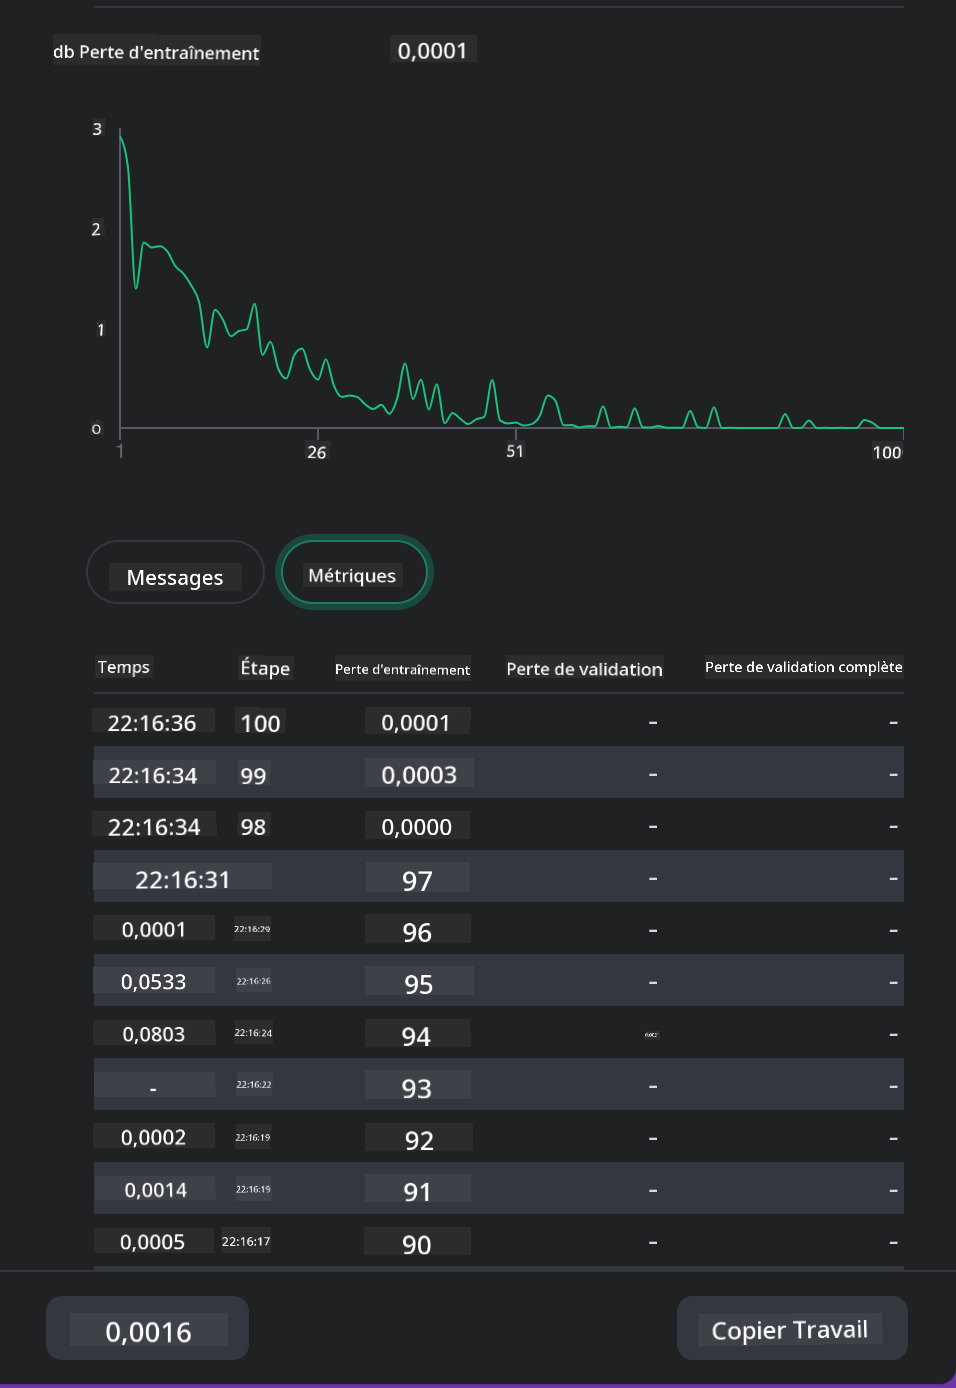 db Perte d'entraînement 0,0001
3
2
1
0
1 26 51 100
Messages Métriques
Temps Étape Perte d'entraînement Perte de validation Perte de validation complète
22:16:36 100 0,0001 – –
22:16:34 99 0,0003 – –
22:16:34 98 0,0000 – –
22:16:31 97 – –
0,0001 22:16:29 96 – –
0,0533 22:16:26 95 – –
0,0803 22:16:24 94 –
- 22:16:22 93 – –
0,0002 22:16:19 92 – –
0,0014 22:16:19 91 – –
0,0005 22:16:17 90 – –
0,0016 Copier Travail